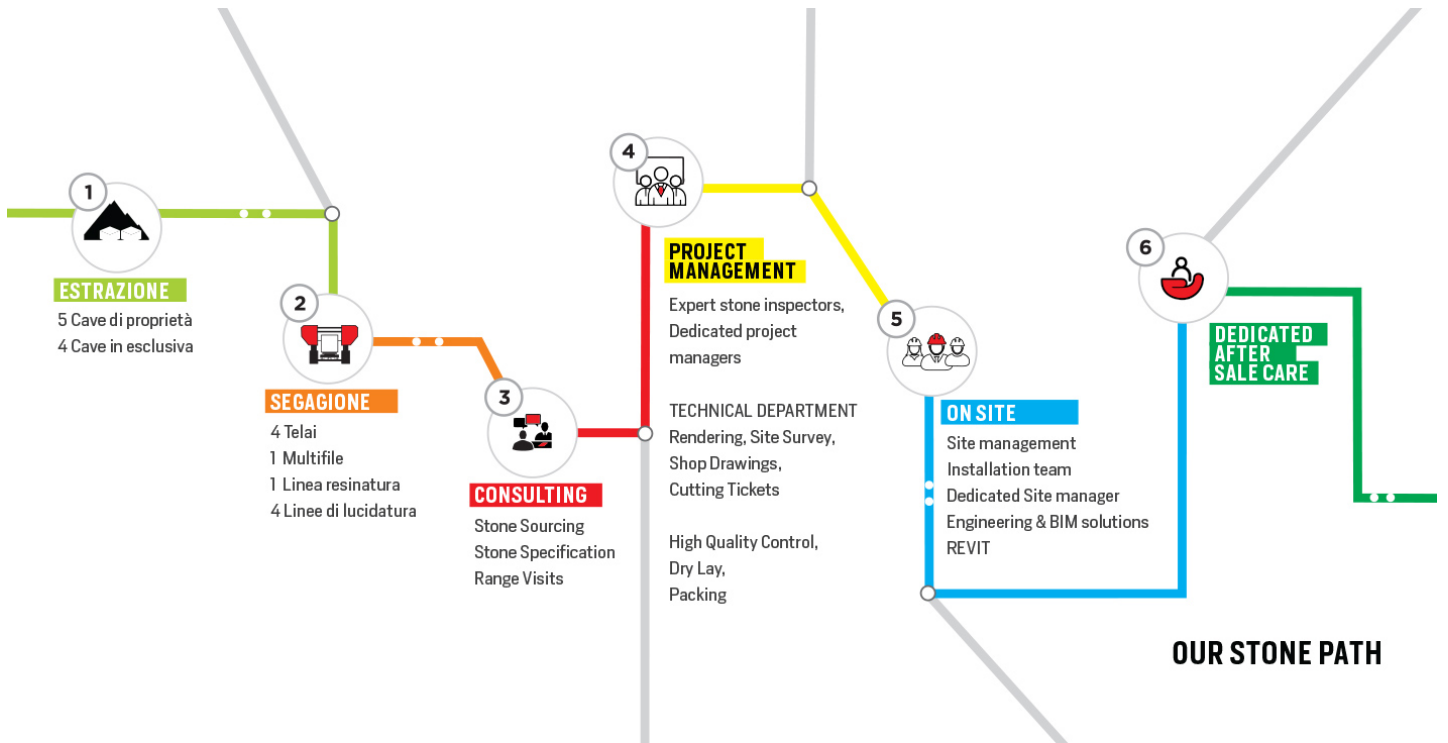 1
ESTRAZIONE
5 Cave di proprietà
4 Cave in esclusiva
2
SEGAGIONE
4 Telai
1 Multifile
1 Linea resinatura
4 Linee di lucidatura
3
CONSULTING
Stone Sourcing
Stone Specification
Range Visits
4
PROJECT
MANAGEMENT
Expert stone inspectors,
Dedicated project
managers
TECHNICAL DEPARTMENT
Rendering, Site Survey,
Shop Drawings,
Cutting Tickets
High Quality Control,
Dry Lay,
Packing
5
ON SITE
Site management
Installation team
Dedicated Site manager
Engineering & BIM solutions
REVIT
6
DEDICATED
AFTER
SALE CARE
OUR STONE PATH